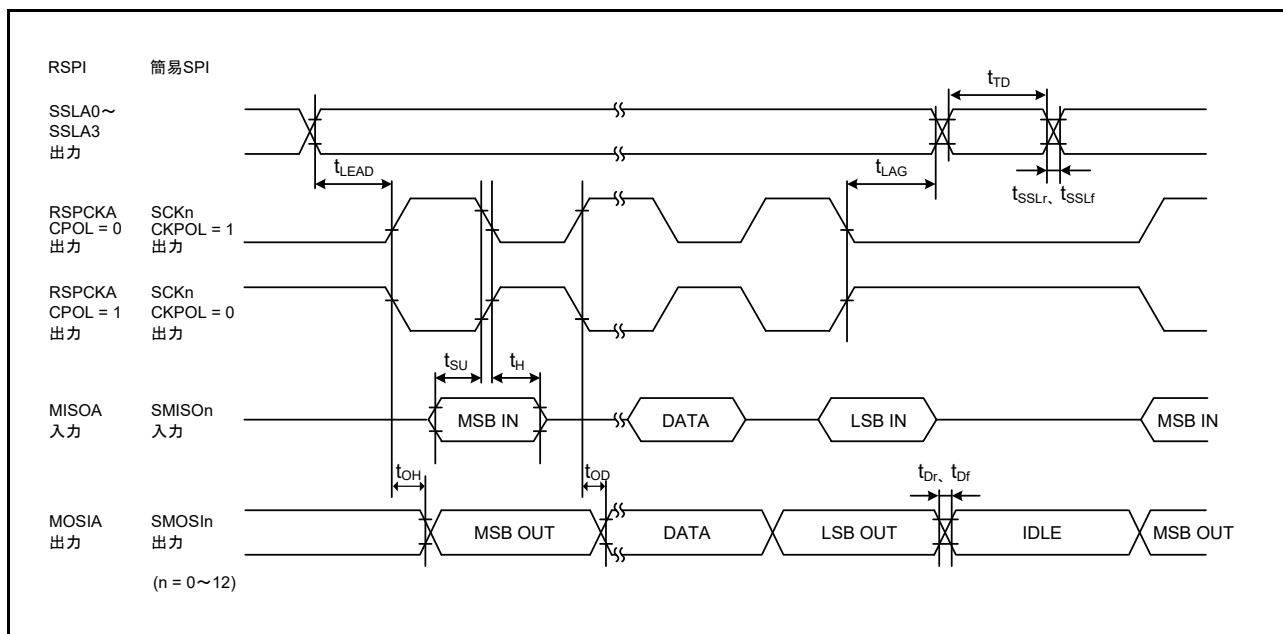 RSPI 簡易SPI
SSLA0～
SSLA3
出力
tTD
tLEAD
tLAG
tSSLr、tSSLf
RSPCKA SCKn
CPOL = 0 CKPOL = 1
出力 出力
RSPCKA SCKn
CPOL = 1 CKPOL = 0
出力 出力
tSU tH
MISOA SMISOn
入力 入力
MSB IN DATA LSB IN MSB IN
tOH tOD tDr、tDf
MOSIA SMOSIn
出力 出力
MSB OUT DATA LSB OUT IDLE MSB OUT
(n = 0～12)